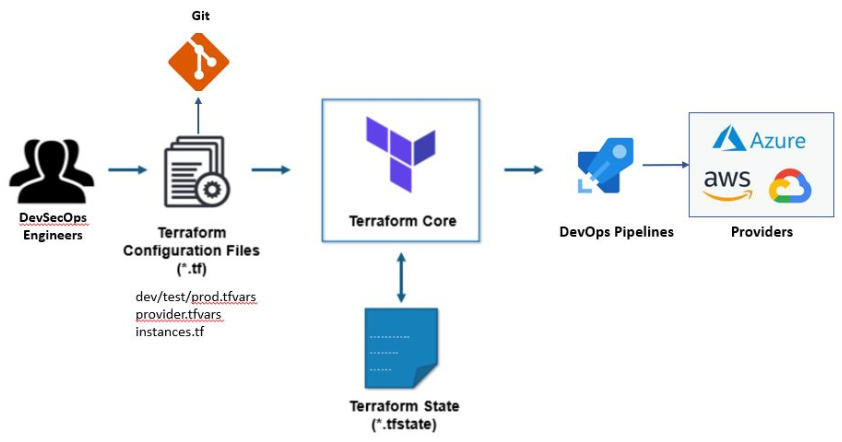 Git
DevSecOps
Engineers
Terraform
Configuration Files
(*.tf)
dev/test/prod.tfvars
provider.tfvars
instances.tf
Terraform Core
Terraform State
(*.tfstate)
DevOps Pipelines
Azure
aws
Providers